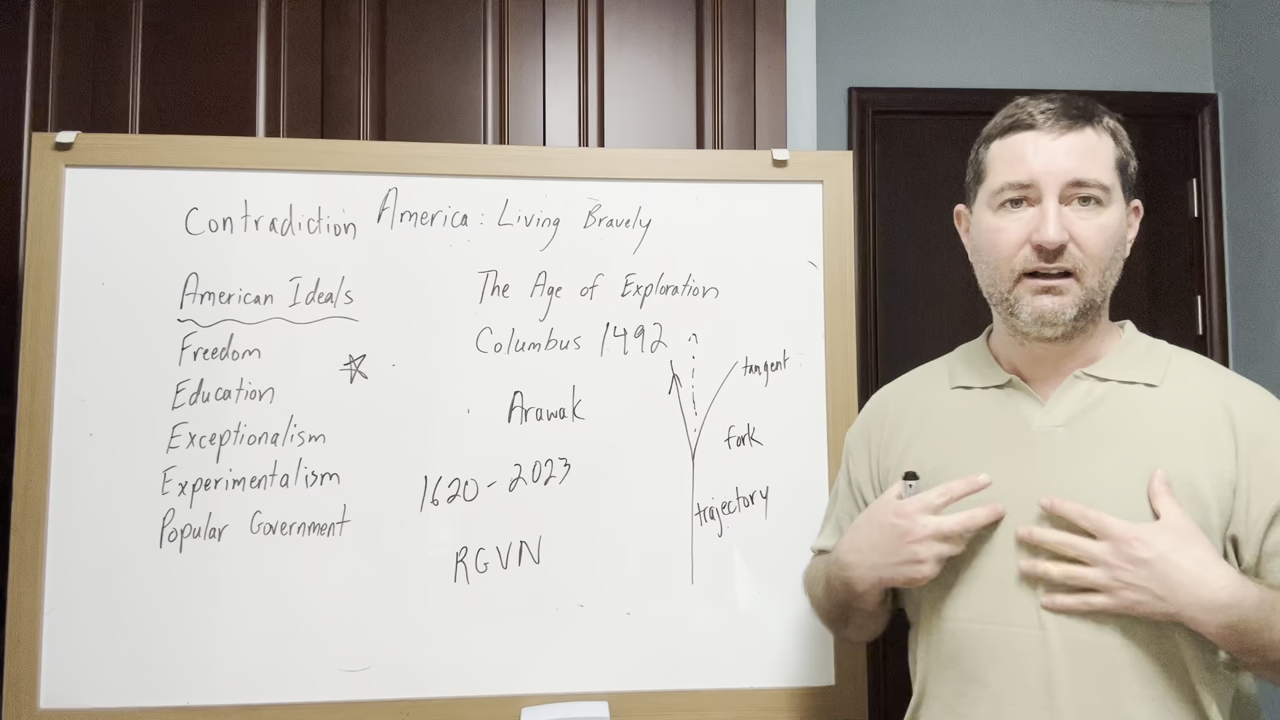 Contradiction America: Living Bravely
American Ideals
Freedom
Education
Exceptionalism
Experimentalism
Popular Government
The Age of Exploration
Columbus 1492
Arawak
1620-2023
RGVN
tangent
fork
trajectory